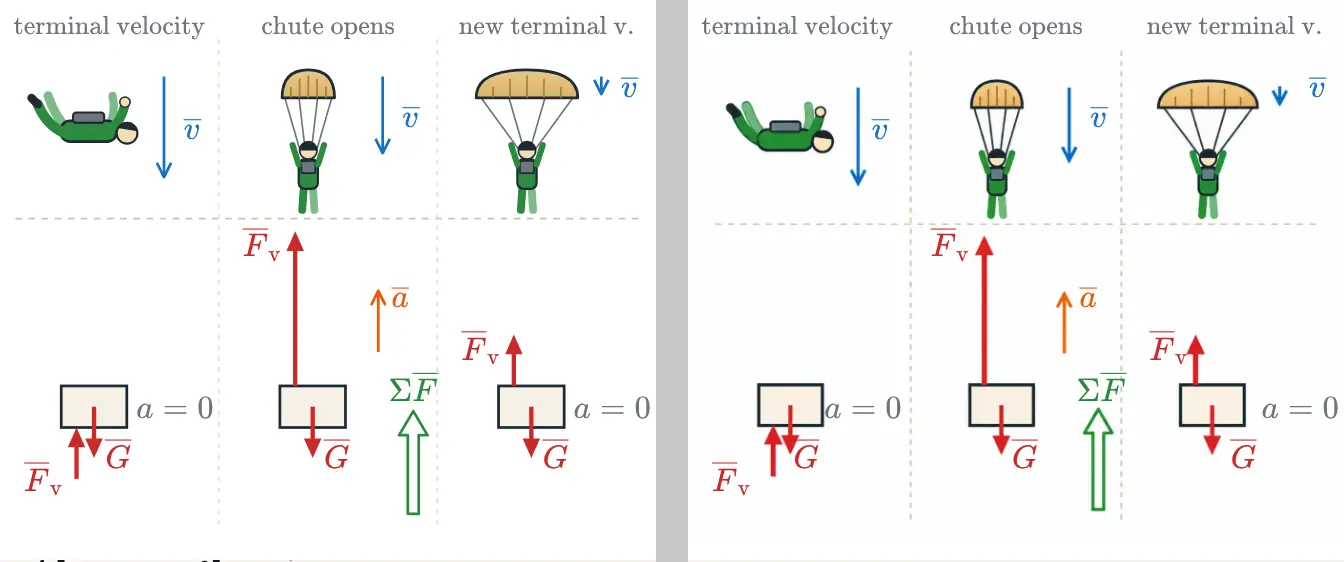 terminal velocity chute opens new terminal v.
v̅ v̅ v̅
F̅ᵥ
a̅
F̅ᵥ
ΣF̅
a = 0 a = 0
G̅ G̅ G̅
F̅ᵥ
terminal velocity chute opens new terminal v.
v̅ v̅ v̅
F̅ᵥ
a̅
F̅ᵥ
ΣF̅
a = 0 a = 0
G̅ G̅ G̅
F̅ᵥ